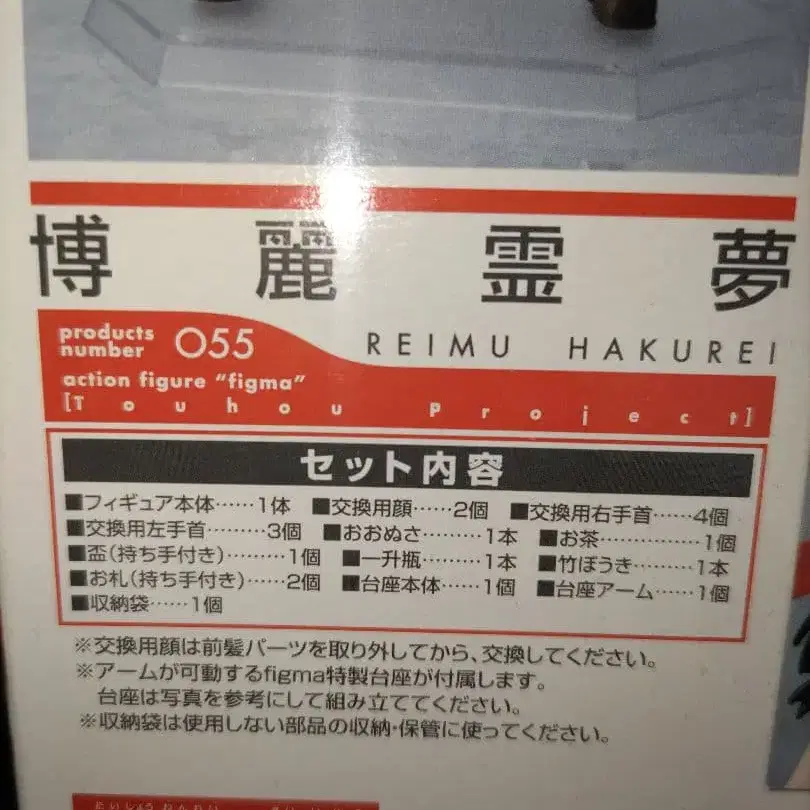 博麗霊夢
products number 055
REIMU HAKUREI
action figure “figma”
[Touhou Project]
セット内容
■フィギュア本体……1体 ■交換用顔……2個 ■交換用右手首……4個
■交換用左手首………3個 ■おおぬさ………1本 ■お茶…………1個
■盃(持ち手付き)………1個 ■一升瓶………1本 ■竹ぼうき………1本
■お札(持ち手付き)……2個 ■台座本体……1個 ■台座アーム……1個
■収納袋……1個
※交換用顔は前髪パーツを取り外してから、交換してください。
※アームが可動するfigma特製台座が付属します。
台座は写真を参考にして組み立ててください。
※収納袋は使用しない部品の収納・保管に使ってください。